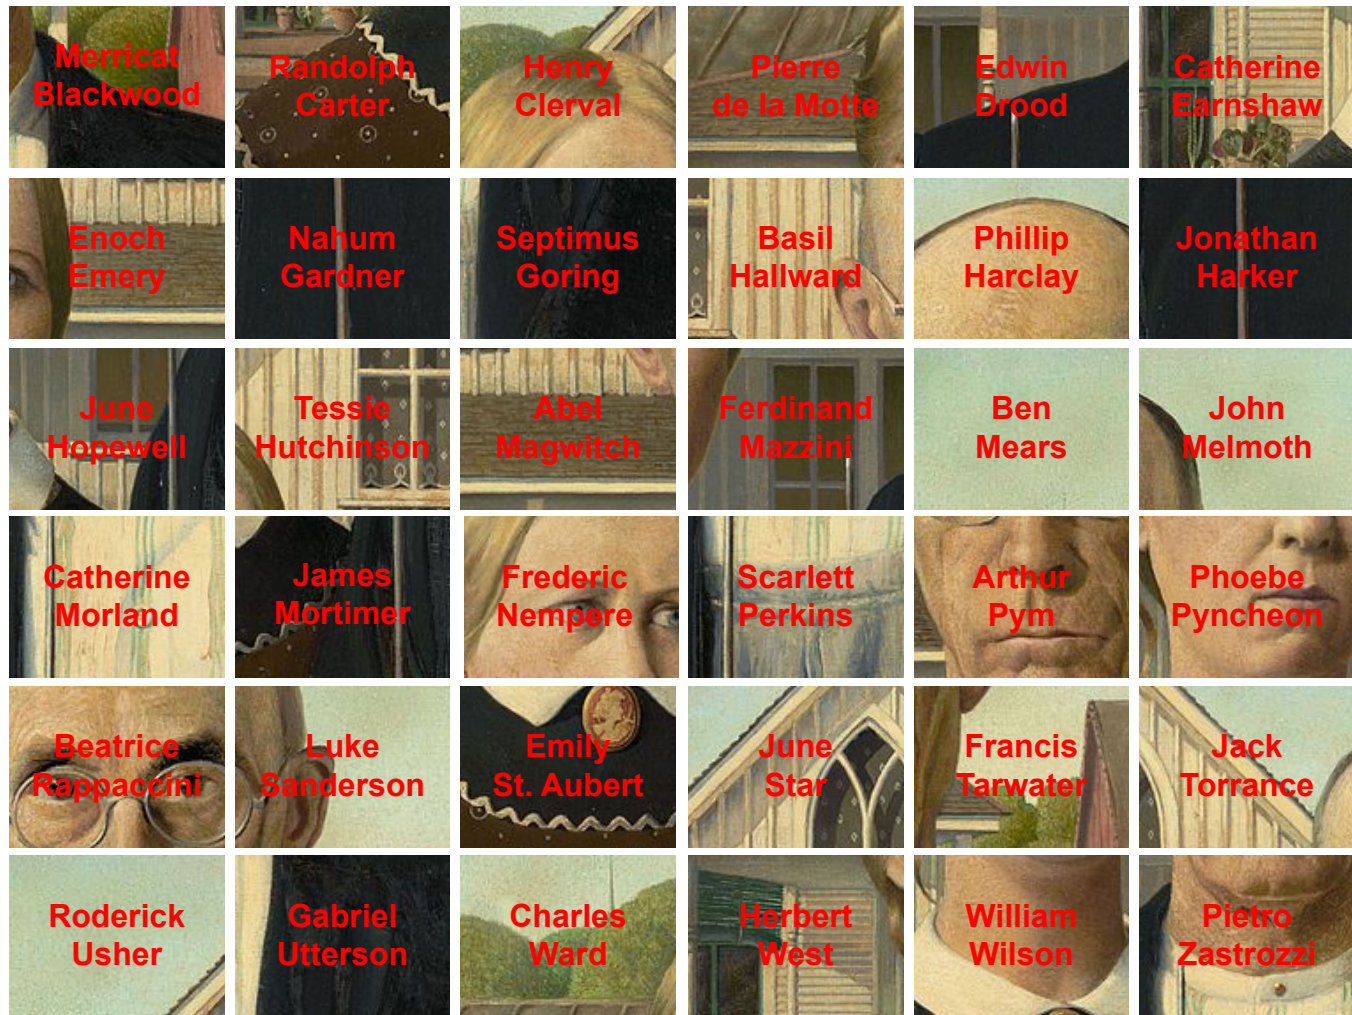 Merricat
Blackwood
Randolph
Carter
Henry
Clerval
Pierre
de la Motte
Edwin
Drood
Catherine
Earnshaw
Enoch
Emery
Nahum
Gardner
Septimus
Goring
Basil
Hallward
Phillip
Harclay
Jonathan
Harker
June
Hopewell
Tessie
Hutchinson
Abel
Magwitch
Ferdinand
Mazzini
Ben
Mears
John
Melmoth
Catherine
Morland
James
Mortimer
Frederic
Nempere
Scarlett
Perkins
Arthur
Pym
Phoebe
Pyncheon
Beatrice
Rappaccini
Luke
Sanderson
Emily
St. Aubert
June
Star
Francis
Tarwater
Jack
Torrance
Roderick
Usher
Gabriel
Utterson
Charles
Ward
Herbert
West
William
Wilson
Pietro
Zastrozzi